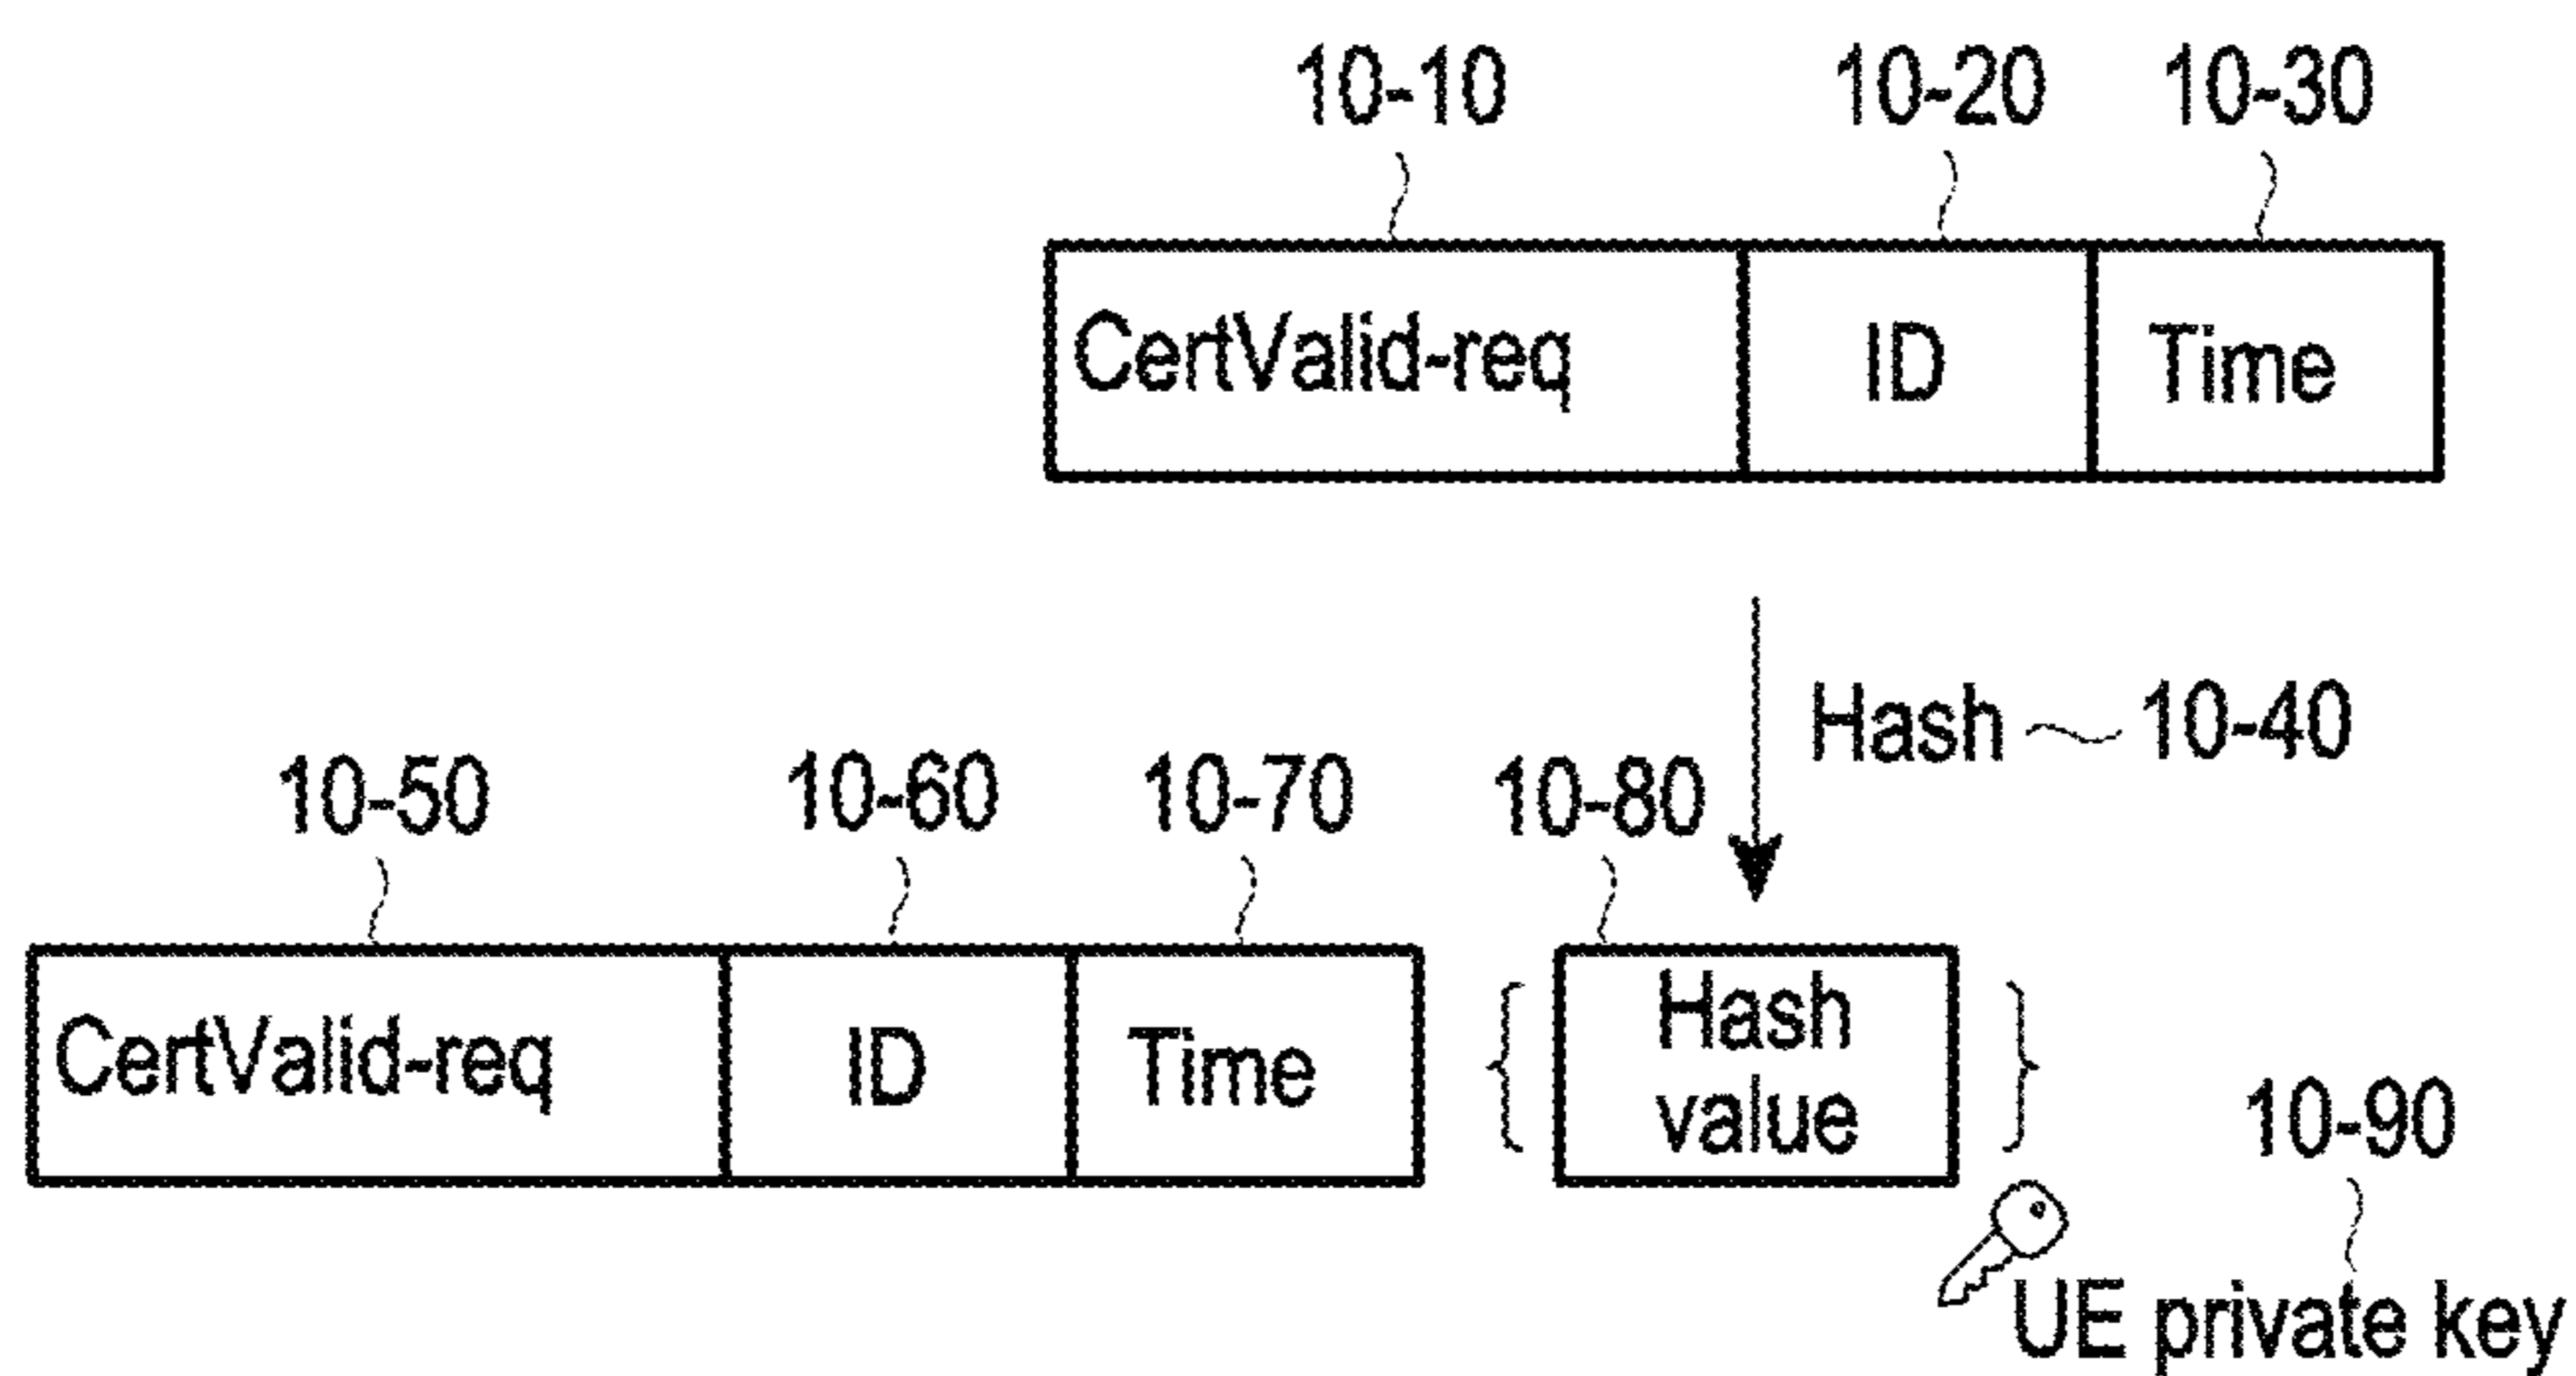 10-10 10-20 10-30
CertValid-req ID Time
Hash 10-40
10-50 10-60 10-70 10-80
CertValid-req ID Time { Hash value }
10-90
UE private key